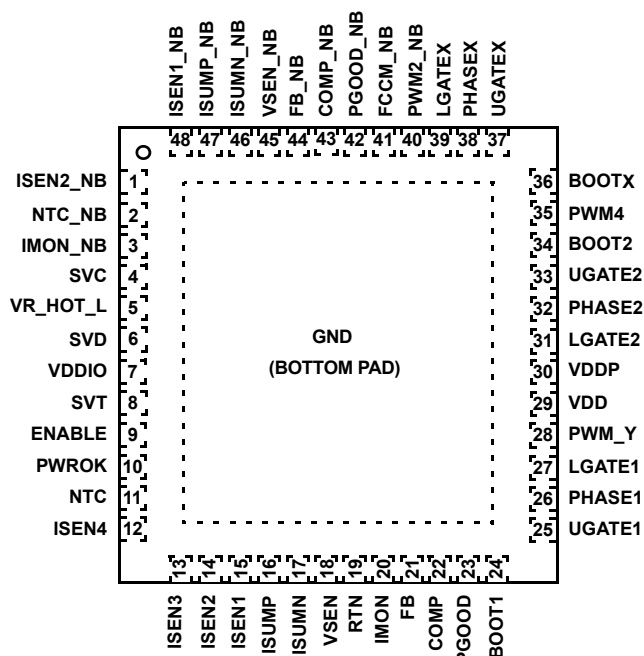 ISEN1_NB
ISUMP_NB
ISUMN_NB
VSEN_NB
FB_NB
COMP_NB
PGOOD_NB
FCCM_NB
PWM2_NB
LGATEX
PHASEX
UGATEX
48 47 46 45 44 43 42 41 40 39 38 37
ISEN2_NB 1
NTC_NB 2
IMON_NB 3
SVC 4
VR_HOT_L 5
SVD 6
VDDIO 7
SVT 8
ENABLE 9
PWROK 10
NTC 11
ISEN4 12
GND
(BOTTOM PAD)
36 BOOTX
35 PWM4
34 BOOT2
33 UGATE2
32 PHASE2
31 LGATE2
30 VDDP
29 VDD
28 PWM_Y
27 LGATE1
26 PHASE1
25 UGATE1
13 14 15 16 17 18 19 20 21 22 23 24
ISEN3
ISEN2
ISEN1
ISUMP
ISUMN
VSEN
RTN
IMON
FB
COMP
PGOOD
BOOT1